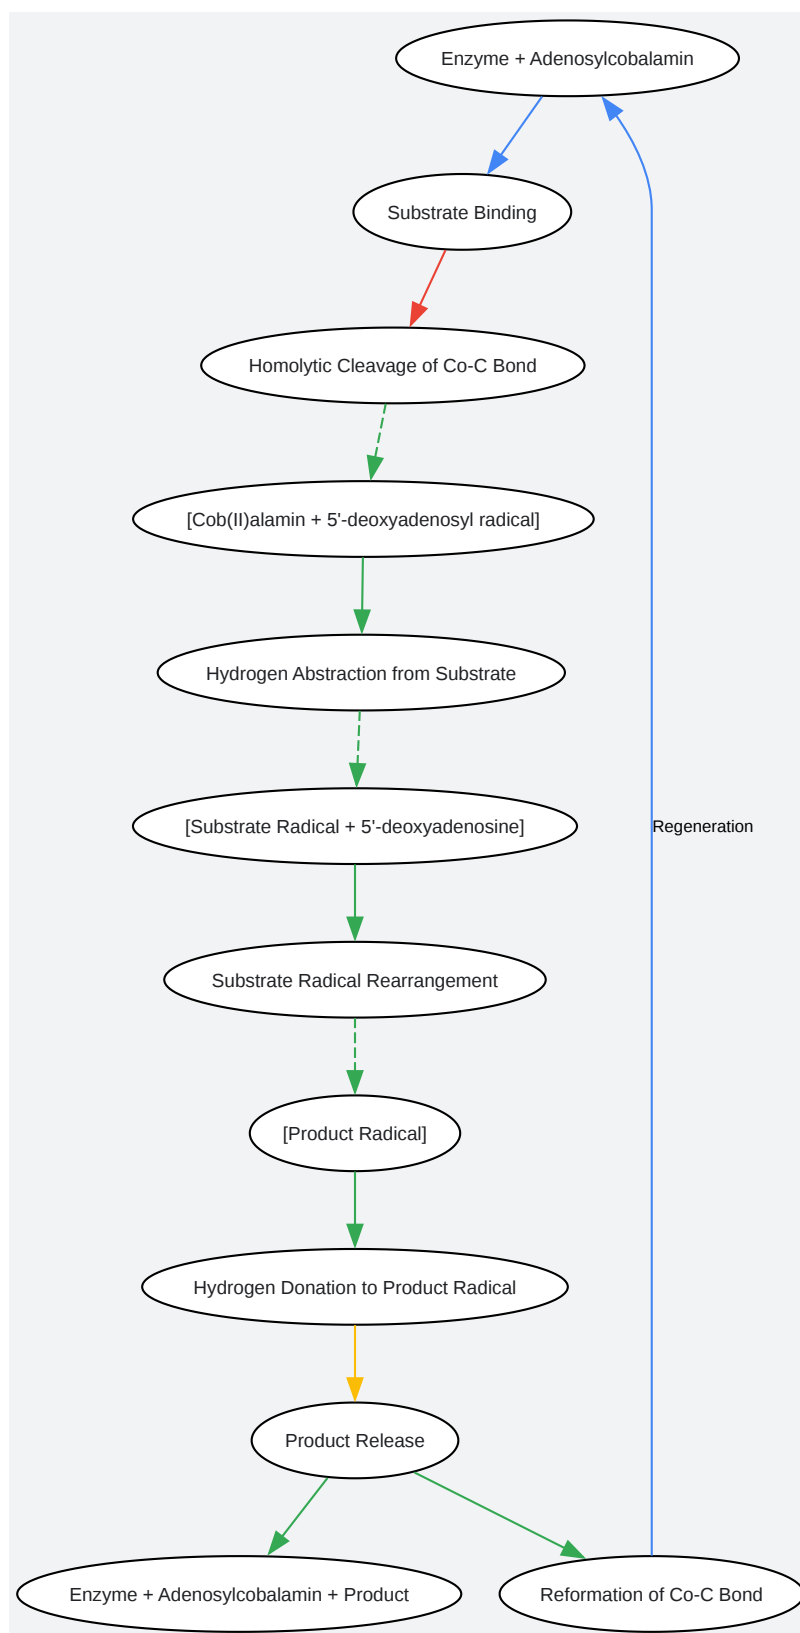 Enzyme + Adenosylcobalamin
Substrate Binding
Homolytic Cleavage of Co-C Bond
[Cob(II)alamin + 5'-deoxyadenosyl radical]
Hydrogen Abstraction from Substrate
[Substrate Radical + 5'-deoxyadenosine]
Regeneration
Substrate Radical Rearrangement
[Product Radical]
Hydrogen Donation to Product Radical
Product Release
Enzyme + Adenosylcobalamin + Product
Reformation of Co-C Bond